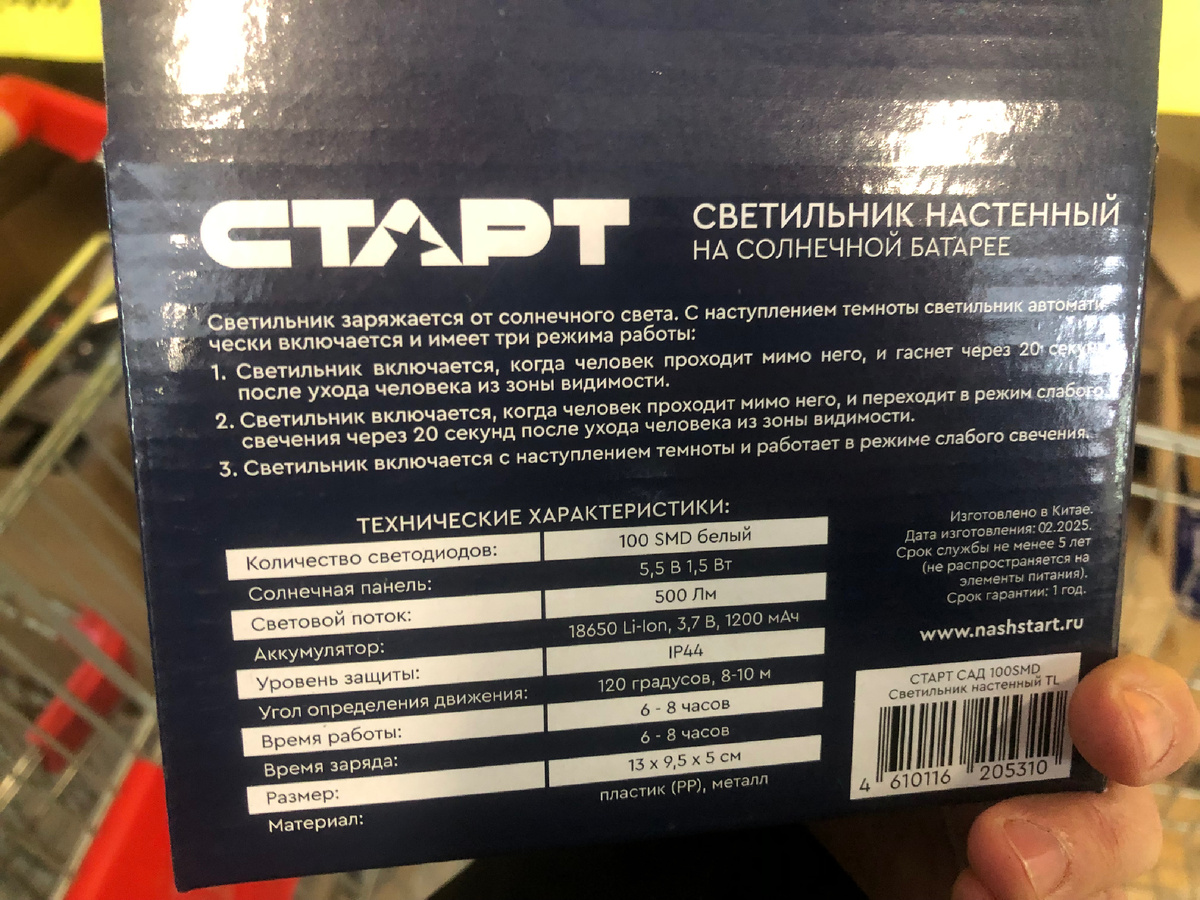 СТАРТ
СВЕТИЛЬНИК НАСТЕННЫЙ
НА СОЛНЕЧНОЙ БАТАРЕЕ
Светильник заряжается от солнечного света. С наступлением темноты светильник автомати-
чески включается и имеет три режима работы:
1. Светильник включается, когда человек проходит мимо него, и гаснет через 20 секунд
после ухода человека из зоны видимости.
2. Светильник включается, когда человек проходит мимо него, и переходит в режим слабого
свечения через 20 секунд после ухода человека из зоны видимости.
3. Светильник включается с наступлением темноты и работает в режиме слабого свечения.
ТЕХНИЧЕСКИЕ ХАРАКТЕРИСТИКИ:
Количество светодиодов: 100 SMD белый
Солнечная панель: 5,5 В 1,5 Вт
Световой поток: 500 Лм
Аккумулятор: 18650 Li-Ion, 3,7 В, 1200 мАч
Уровень защиты: IP44
Угол определения движения: 120 градусов, 8-10 м
Время работы: 6 - 8 часов
Время заряда: 6 - 8 часов
Размер: 13 x 9,5 x 5 см
Материал: пластик (PP), металл
Изготовлено в Китае.
Дата изготовления: 02.2025.
Срок службы не менее 5 лет
(не распространяется на
элементы питания).
Срок гарантии: 1 год.
www.nashstart.ru
СТАРТ САД 100SMD
Светильник настенный TL
4 610116 205310